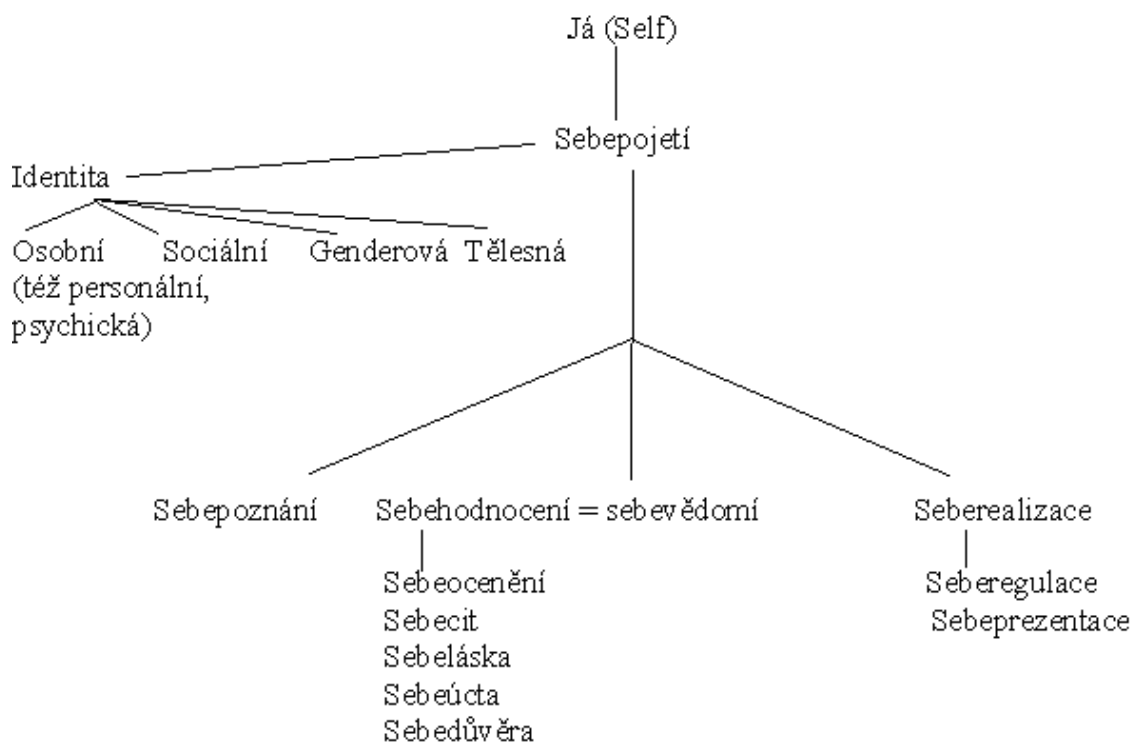 Já (Self)
Sebepojetí
Identita
Osobní Sociální Genderová Tělesná
(též personální,
psychická)
Sebepoznání Sebehodnocení = sebevědomí Seberealizace
Sebeocenění Seberegulace
Sebecit Sebeprezentace
Sebeláska
Sebeúcta
Sebedůvěra